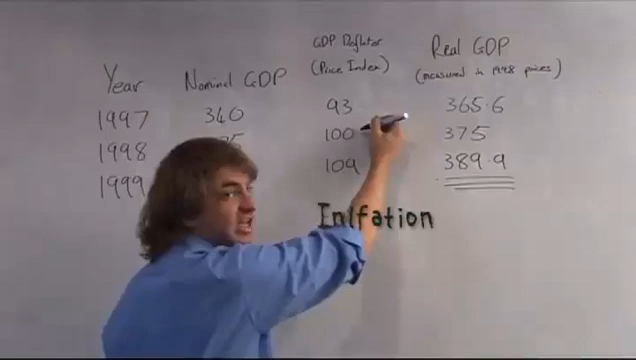 GDP Deflator
Real GDP
(Price Index)
(measured in 1998 prices)
Year
Nominal GDP
1997 340 93 365.6
1998 100 375
1999 109 389.9
Inlfation